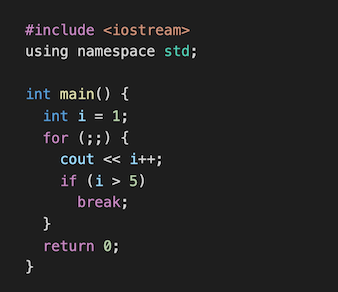 #include <iostream>
using namespace std;

int main() {
  int i = 1;
  for (;;) {
    cout << i++;
    if (i > 5)
      break;
  }
  return 0;
}